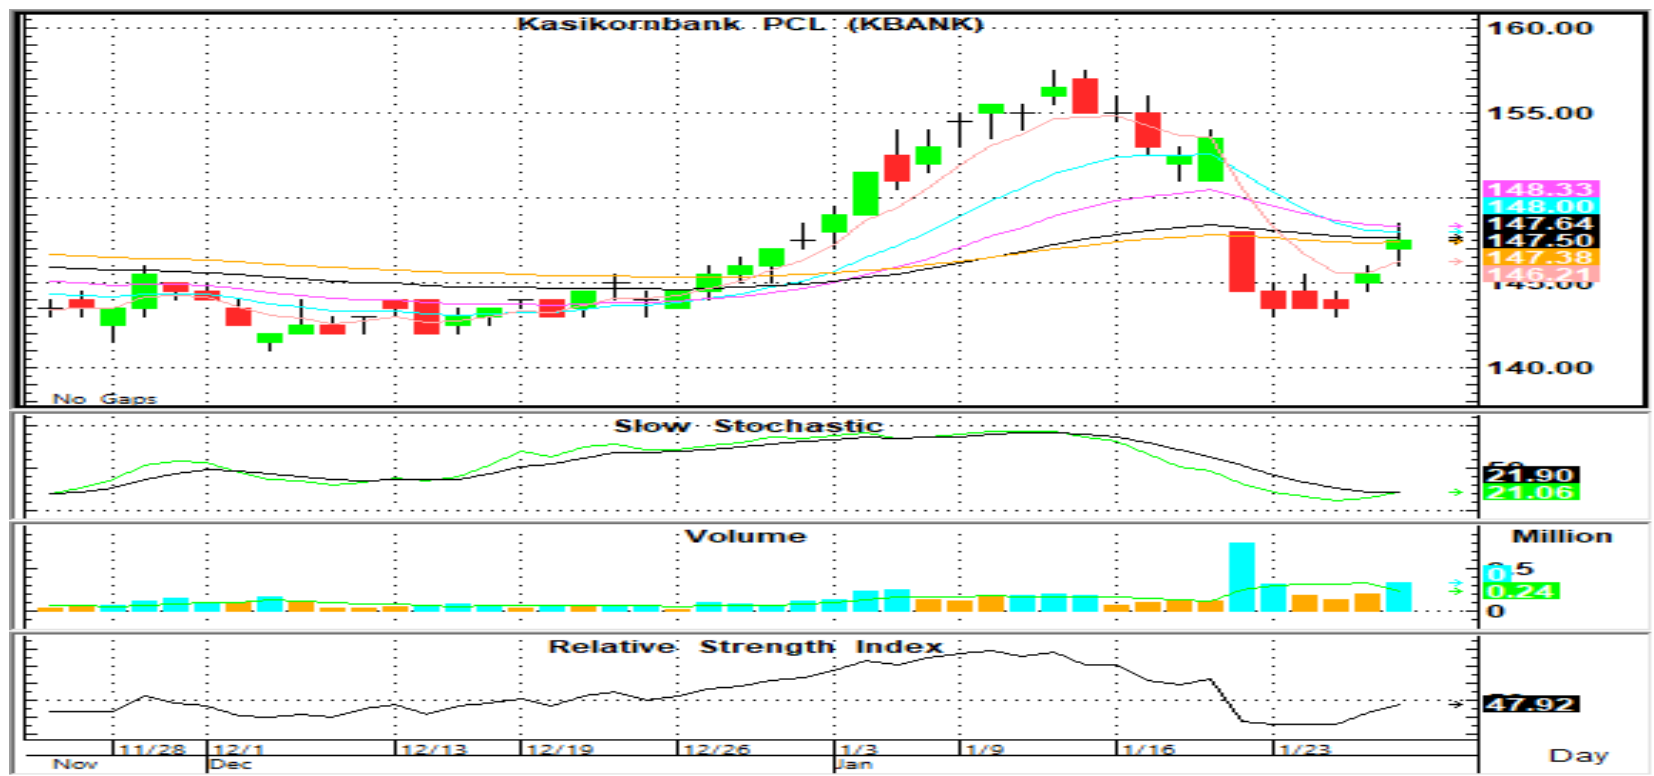 Kasikornbank PCL (KBANK)
160.00
155.00
148.33
148.00
147.64
147.50
147.38
146.21
145.00
140.00
No Gaps
Slow Stochastic
21.90
21.06
Volume
Million
0.24
0
Relative Strength Index
47.92
11/28 12/1 12/13 12/19 12/26 1/3 1/9 1/16 1/23
Nov Dec Jan
Day